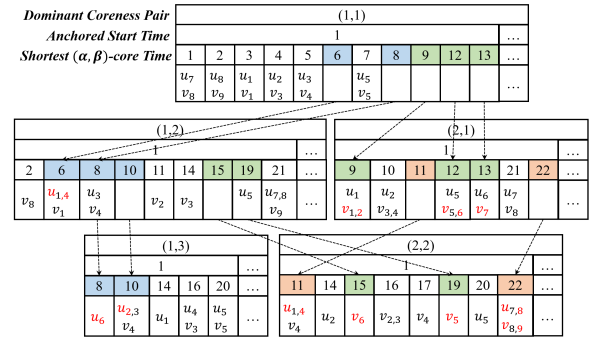 Dominant Coreness Pair (1,1)
Anchored Start Time 1 ...
Shortest (α, β)-core Time 1 2 3 4 5 6 7 8 9 12 13 ...
u₇ u₈ u₁ u₂ u₃ u₅ ...
v₈ v₉ v₁ v₃ v₄ v₅
(1,2)
1 ...
2 6 8 10 11 14 15 19 21 ...
v₈ u₁,₄ u₃ v₂ v₃ u₅ u₇,₈ ...
v₁ v₄ v₉
(2,1)
1 ...
9 10 11 12 13 21 22 ...
u₁ u₂ u₅ u₆ u₇ ...
v₁,₂ v₃,₄ v₅,₆ v₇ v₈
(1,3)
1 ...
8 10 14 16 20 ...
u₆ u₂,₃ u₁ u₄ u₅ ...
v₄ v₃ v₅
(2,2)
1 ...
11 14 15 16 17 19 20 22 ...
u₁,₄ u₂ v₆ v₂,₃ v₄ v₅ u₅ u₇,₈ ...
v₄ v₈,₉